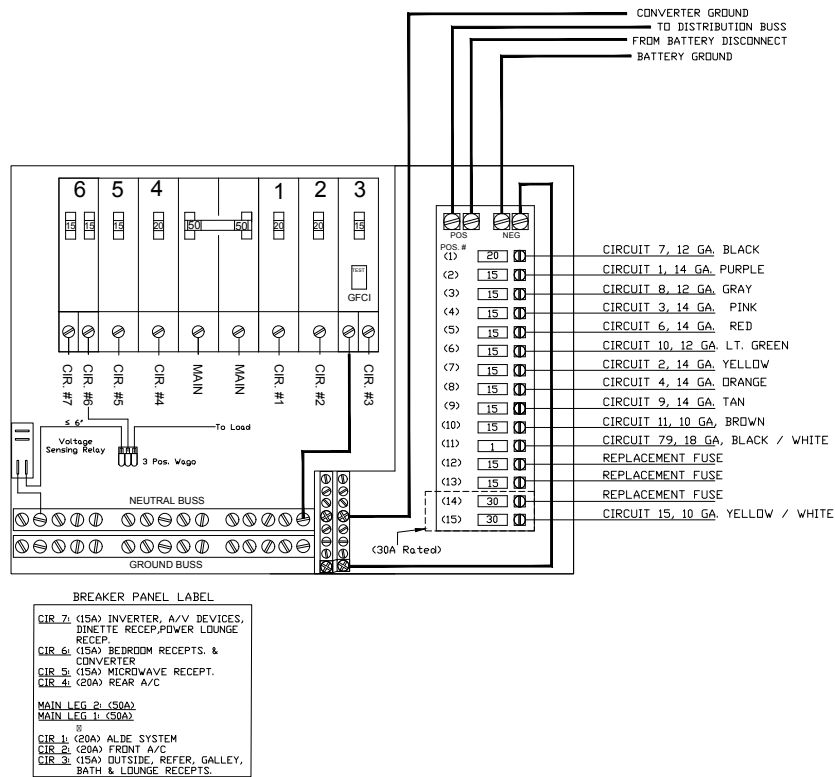 CONVERTER GROUND
TO DISTRIBUTION BUSS
FROM BATTERY DISCONNECT
BATTERY GROUND
6 5 4 1 2 3
15 15 15 20 50 50 20 20 15
TEST
GFCI
CIR. #7
CIR. #6
CIR. #5
CIR. #4
MAIN
MAIN
CIR. #1
CIR. #2
CIR. #3
≤ 6"
To Load
Voltage
Sensing Relay
3 Pos. Wago
NEUTRAL BUSS
GROUND BUSS
POS NEG
POS. #
(1) 20 CIRCUIT 7, 12 GA. BLACK
(2) 15 CIRCUIT 1, 14 GA. PURPLE
(3) 15 CIRCUIT 8, 12 GA. GRAY
(4) 15 CIRCUIT 3, 14 GA. PINK
(5) 15 CIRCUIT 6, 14 GA. RED
(6) 15 CIRCUIT 10, 12 GA. LT. GREEN
(7) 15 CIRCUIT 2, 14 GA. YELLOW
(8) 15 CIRCUIT 4, 14 GA. ORANGE
(9) 15 CIRCUIT 9, 14 GA. TAN
(10) 15 CIRCUIT 11, 10 GA, BROWN
(11) 1 CIRCUIT 79, 18 GA, BLACK / WHITE
(12) 15 REPLACEMENT FUSE
(13) 15 REPLACEMENT FUSE
(14) 30 REPLACEMENT FUSE
(15) 30 CIRCUIT 15, 10 GA. YELLOW / WHITE
(30A Rated)
BREAKER PANEL LABEL
CIR 7: (15A) INVERTER, A/V DEVICES,
DINETTE RECEP,POWER LOUNGE
RECEP.
CIR 6: (15A) BEDROOM RECEPTS. &
CONVERTER
CIR 5: (15A) MICROWAVE RECEPT.
CIR 4: (20A) REAR A/C
MAIN LEG 2: (50A)
MAIN LEG 1: (50A)
CIR 1: (20A) ALDE SYSTEM
CIR 2: (20A) FRONT A/C
CIR 3: (15A) OUTSIDE, REFER, GALLEY,
BATH & LOUNGE RECEPTS.